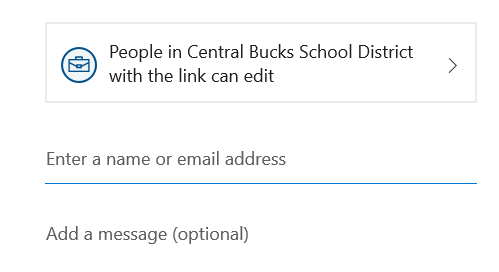 People in Central Bucks School District
with the link can edit
Enter a name or email address
Add a message (optional)